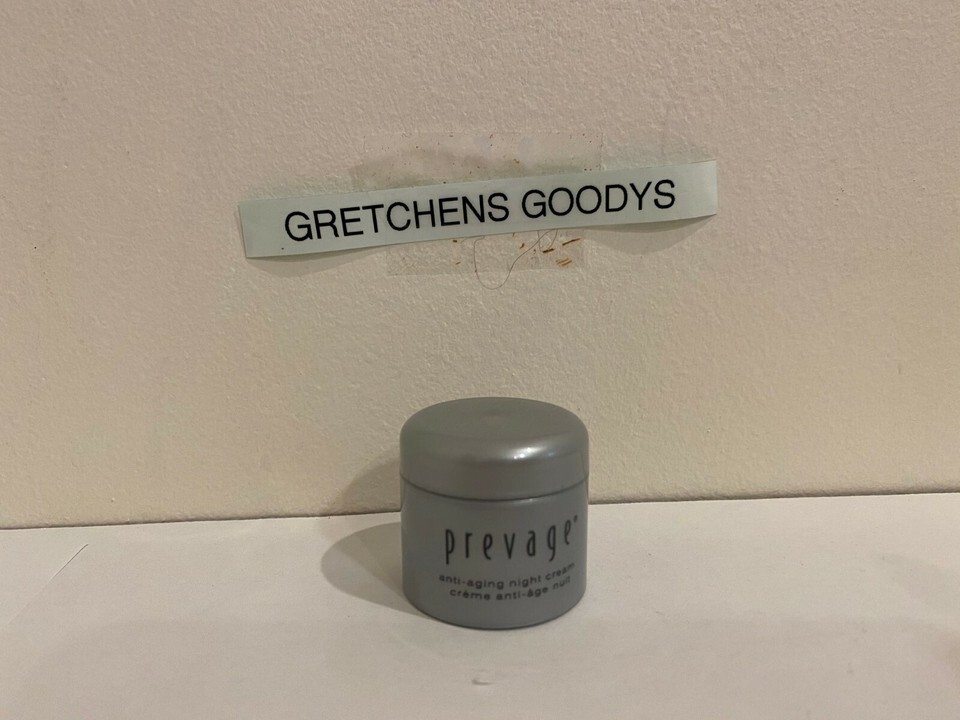 GRETCHENS GOODYS
prevage®
anti-aging night cream
crème anti-âge nuit